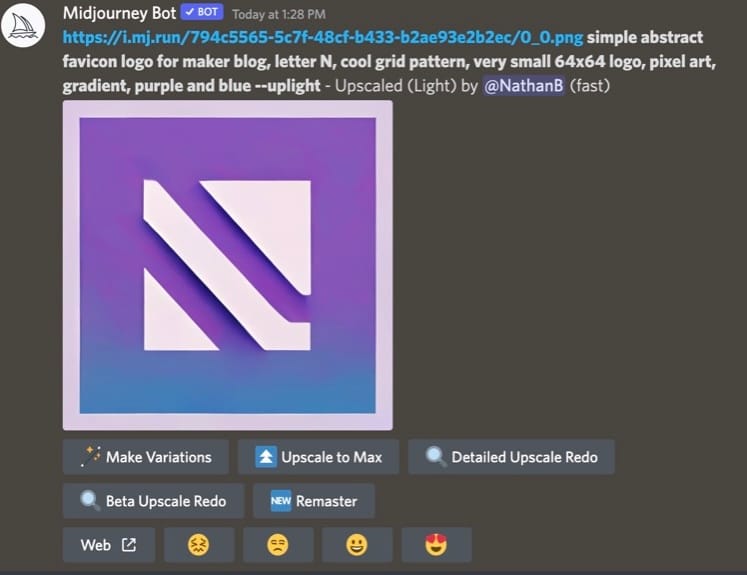 Midjourney Bot ✓ BOT Today at 1:28 PM
https://i.mj.run/794c5565-5c7f-48cf-b433-b2ae93e2b2ec/0_0.png simple abstract
favicon logo for maker blog, letter N, cool grid pattern, very small 64x64 logo, pixel art,
gradient, purple and blue --uplight - Upscaled (Light) by @NathanB (fast)
Make Variations Upscale to Max Detailed Upscale Redo
Beta Upscale Redo NEW Remaster
Web